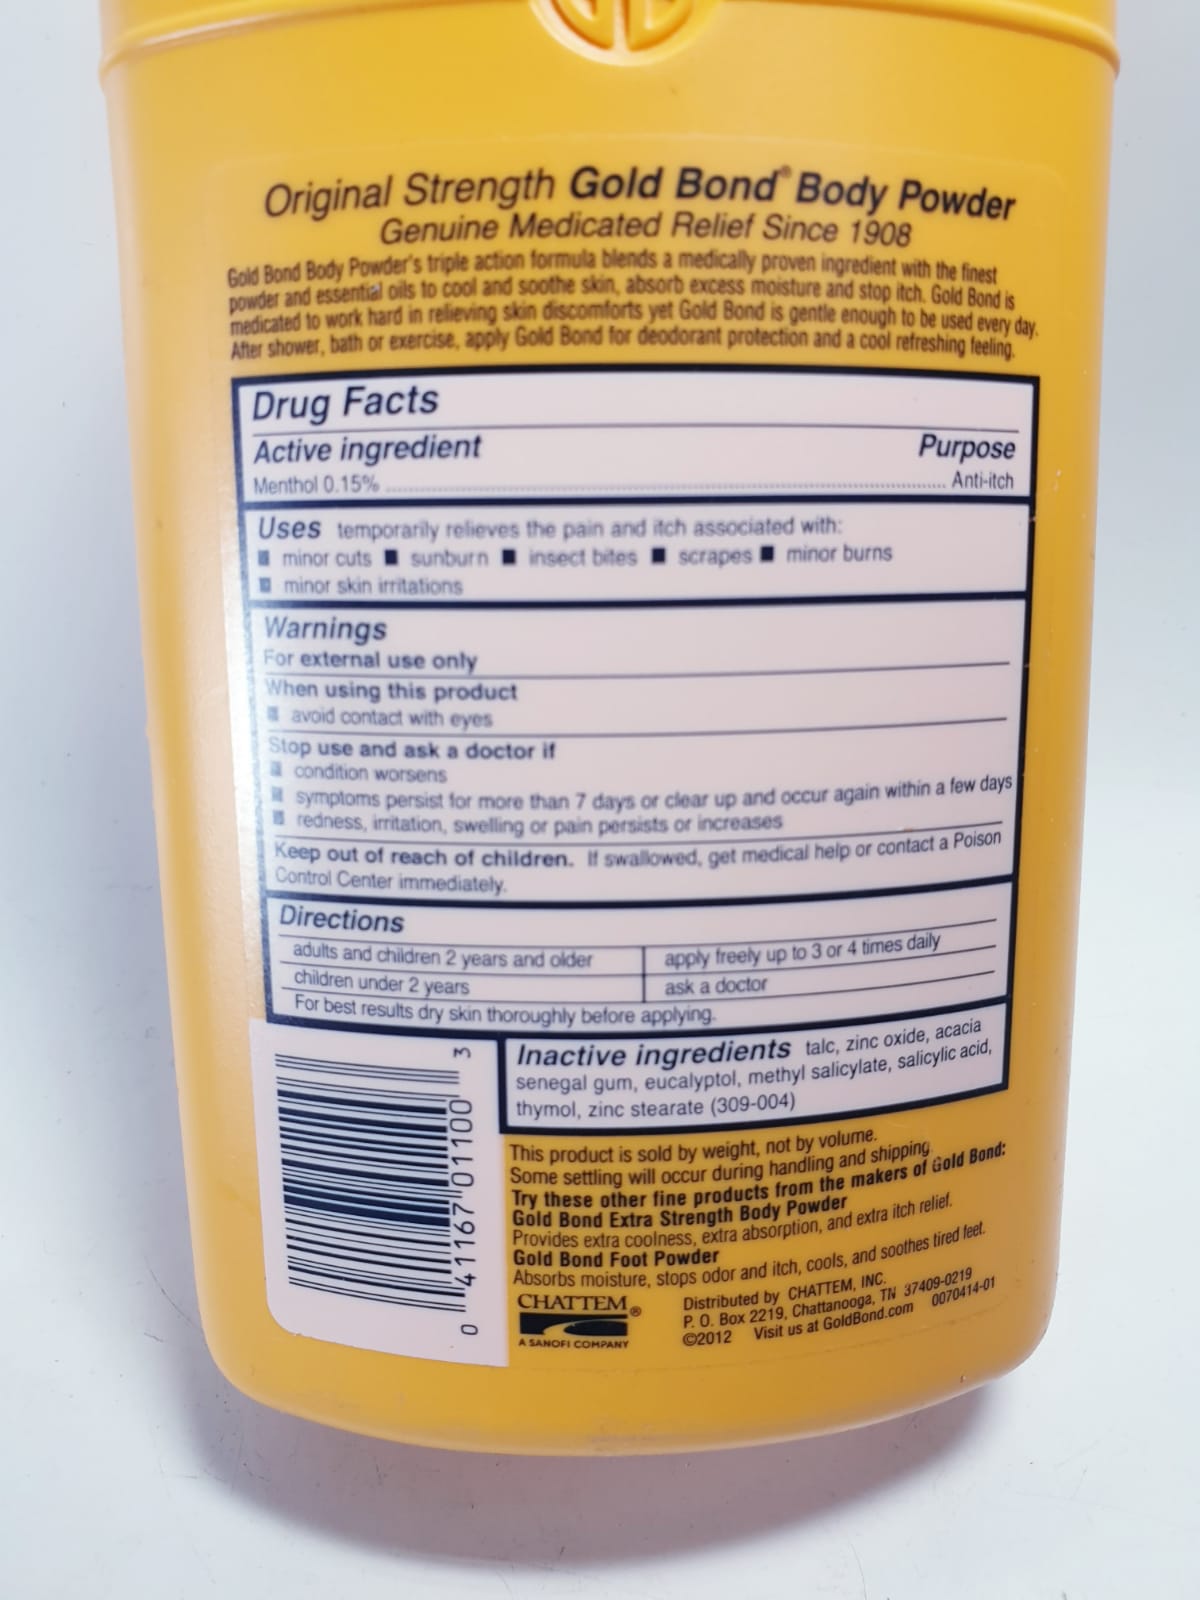 Original Strength Gold Bond® Body Powder
Genuine Medicated Relief Since 1908
Gold Bond Body Powder's triple action formula blends a medically proven ingredient with the finest
powder and essential oils to cool and soothe skin, absorb excess moisture and stop itch. Gold Bond is
medicated to work hard in relieving skin discomforts yet Gold Bond is gentle enough to be used every day.
After shower, bath or exercise, apply Gold Bond for deodorant protection and a cool refreshing feeling.
Drug Facts
Active ingredient Purpose
Menthol 0.15% ........ Anti-itch
Uses temporarily relieves the pain and itch associated with:
■ minor cuts ■ sunburn ■ insect bites ■ scrapes ■ minor burns
■ minor skin irritations
Warnings
For external use only
When using this product
■ avoid contact with eyes
Stop use and ask a doctor if
■ condition worsens
■ symptoms persist for more than 7 days or clear up and occur again within a few days
■ redness, irritation, swelling or pain persists or increases
Keep out of reach of children. If swallowed, get medical help or contact a Poison
Control Center immediately.
Directions
adults and children 2 years and older apply freely up to 3 or 4 times daily
children under 2 years ask a doctor
For best results dry skin thoroughly before applying.
Inactive ingredients talc, zinc oxide, acacia
senegal gum, eucalyptol, methyl salicylate, salicylic acid,
thymol, zinc stearate (309-004)
0 41167 01100 3
This product is sold by weight, not by volume.
Some settling will occur during handling and shipping.
Try these other fine products from the makers of Gold Bond:
Gold Bond Extra Strength Body Powder
Provides extra coolness, extra absorption, and extra itch relief.
Gold Bond Foot Powder
Absorbs moisture, stops odor and itch, cools, and soothes tired feet.
CHATTEM®
A SANOFI COMPANY
Distributed by CHATTEM, INC.
P. O. Box 2219, Chattanooga, TN 37409-0219
©2012 Visit us at GoldBond.com 0070414-01